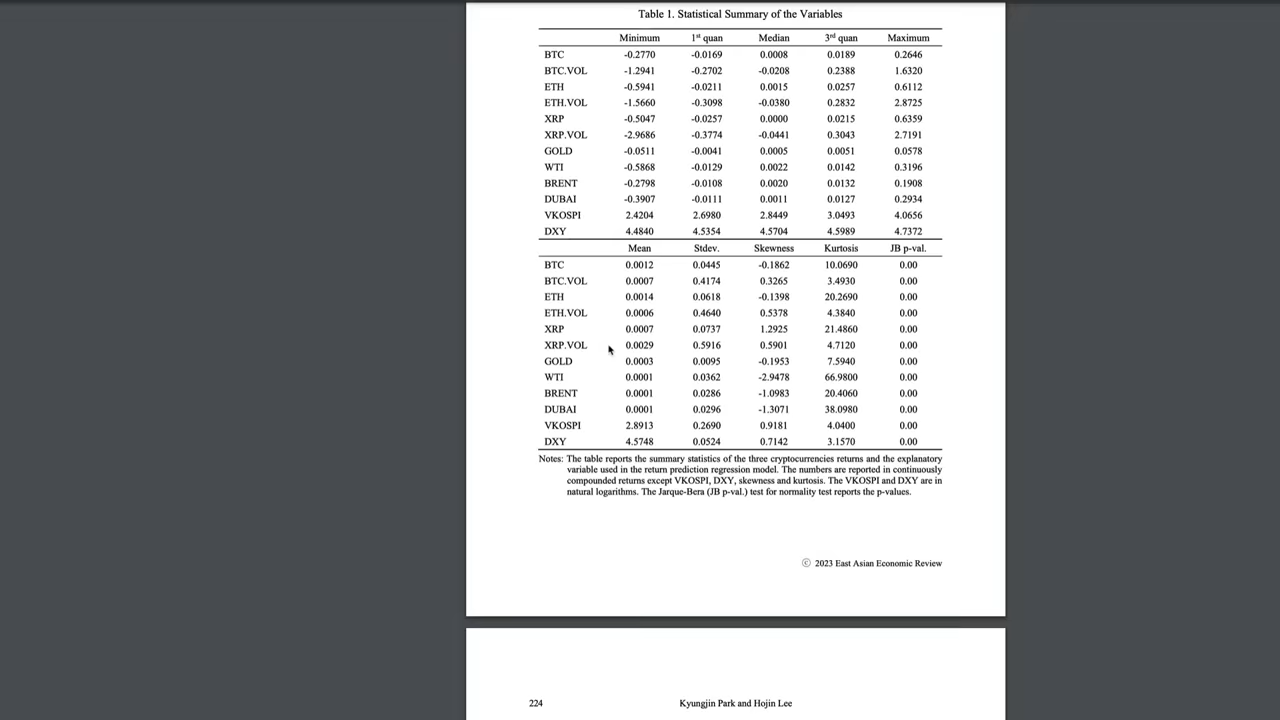 Table 1. Statistical Summary of the Variables
Minimum 1st quan Median 3rd quan Maximum
BTC -0.2770 -0.0169 0.0008 0.0189 0.2646
BTC.VOL -1.2941 -0.2702 -0.0208 0.2388 1.6320
ETH -0.5941 -0.0211 0.0015 0.0257 0.6112
ETH.VOL -1.5660 -0.3098 -0.0380 0.2832 2.8725
XRP -0.5047 -0.0257 0.0000 0.0215 0.6359
XRP.VOL -2.9686 -0.3774 -0.0441 0.3043 2.7191
GOLD -0.0511 -0.0041 0.0005 0.0051 0.0578
WTI -0.5868 -0.0129 0.0022 0.0142 0.3196
BRENT -0.2798 -0.0108 0.0020 0.0132 0.1908
DUBAI -0.3907 -0.0111 0.0011 0.0127 0.2934
VKOSPI 2.4204 2.6980 2.8449 3.0493 4.0656
DXY 4.4840 4.5354 4.5704 4.5989 4.7372
Mean Stdev. Skewness Kurtosis JB p-val.
BTC 0.0012 0.0445 -0.1862 10.0690 0.00
BTC.VOL 0.0007 0.4174 0.3265 3.4930 0.00
ETH 0.0014 0.0618 -0.1398 20.2690 0.00
ETH.VOL 0.0006 0.4640 0.5378 4.3840 0.00
XRP 0.0007 0.0737 1.2925 21.4860 0.00
XRP.VOL 0.0029 0.5916 0.5901 4.7120 0.00
GOLD 0.0003 0.0095 -0.1953 7.5940 0.00
WTI 0.0001 0.0362 -2.9478 66.9800 0.00
BRENT 0.0001 0.0286 -1.0983 20.4060 0.00
DUBAI 0.0001 0.0296 -1.3071 38.0980 0.00
VKOSPI 2.8913 0.2690 0.9181 4.0400 0.00
DXY 4.5748 0.0524 0.7142 3.1570 0.00
Notes: The table reports the summary statistics of the three cryptocurrencies returns and the explanatory
variable used in the return prediction regression model. The numbers are reported in continuously
compounded returns except VKOSPI, DXY, skewness and kurtosis. The VKOSPI and DXY are in
natural logarithms. The Jarque-Bera (JB p-val.) test for normality test reports the p-values.
© 2023 East Asian Economic Review
224 Kyungjin Park and Hojin Lee